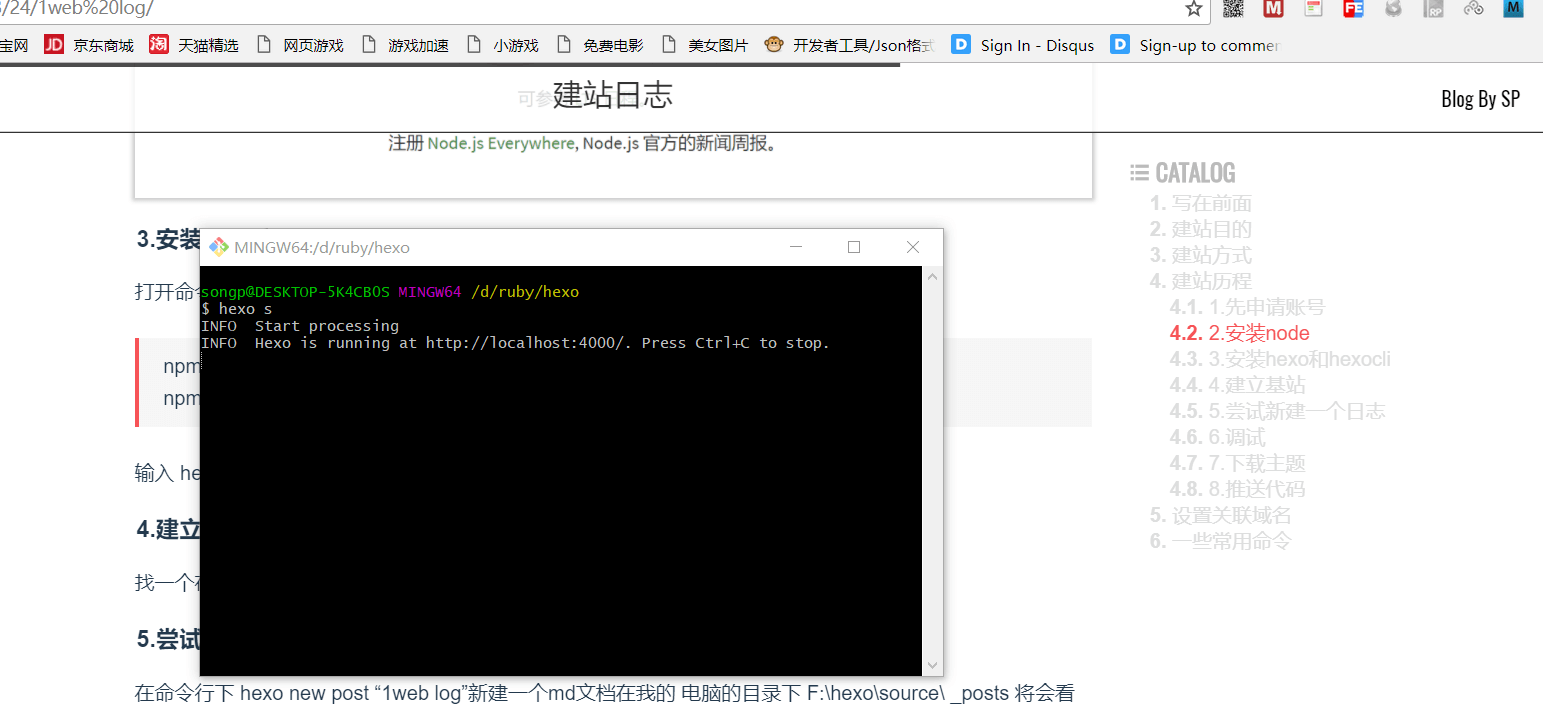 /24/1web%20log/
宝网 京东商城 天猫精选 网页游戏 游戏加速 小游戏 免费电影 美女图片 开发者工具/Json格式 Sign In - Disqus Sign-up to commen
可参 建站日志
Blog By SP
注册 Node.js Everywhere, Node.js 官方的新闻周报。
CATALOG
1. 写在前面
2. 建站目的
3. 建站方式
4. 建站历程
4.1. 1.先申请账号
4.2. 2.安装node
4.3. 3.安装hexo和hexocli
4.4. 4.建立基站
4.5. 5.尝试新建一个日志
4.6. 6.调试
4.7. 7.下载主题
4.8. 8.推送代码
5. 设置关联域名
6. 一些常用命令
3.安装
打开命令
npm
npm
输入 he
4.建立
找一个
5.尝试
MINGW64:/d/ruby/hexo
songp@DESKTOP-5K4CB0S MINGW64 /d/ruby/hexo
$ hexo s
INFO  Start processing
INFO  Hexo is running at http://localhost:4000/. Press Ctrl+C to stop.
在命令行下 hexo new post “1web log”新建一个md文档在我的 电脑的目录下 F:\hexo\source\ _posts 将会看